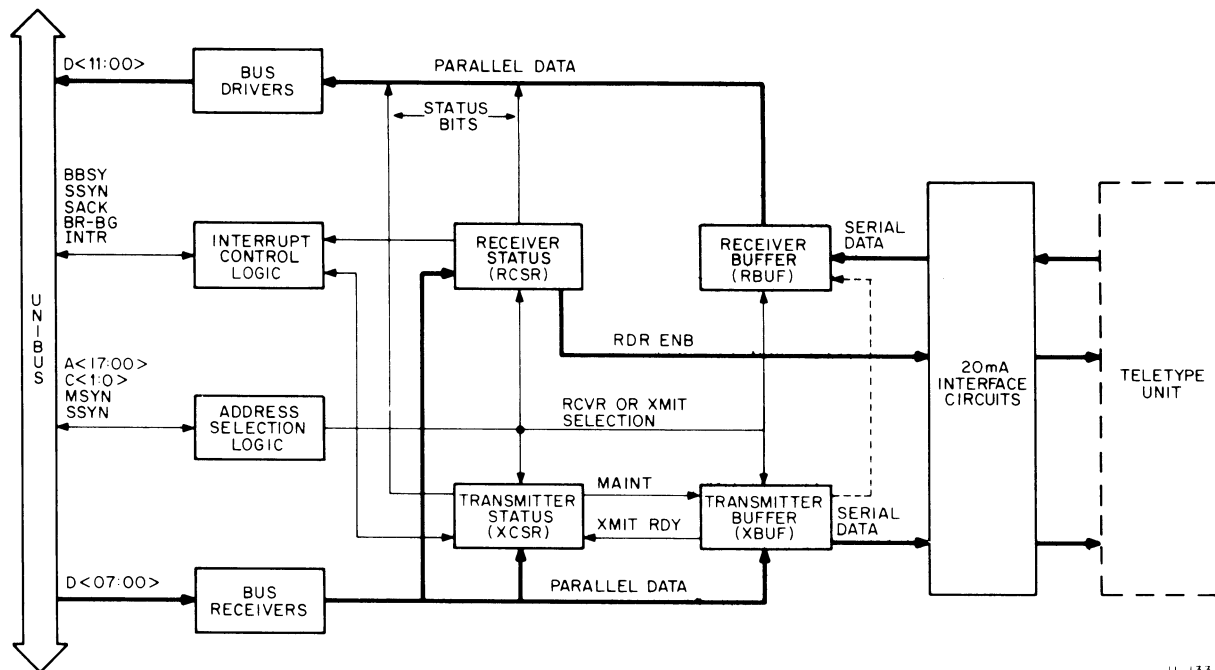 D<11:00>
BUS
DRIVERS
PARALLEL DATA
STATUS
BITS
BBSY
SSYN
SACK
BR-BG
INTR
INTERRUPT
CONTROL
LOGIC
RECEIVER
STATUS
(RCSR)
RECEIVER
BUFFER
(RBUF)
SERIAL
DATA
UNIBUS
RDR ENB
20mA
INTERFACE
CIRCUITS
TELETYPE
UNIT
A<17:00>
C<1:0>
MSYN
SSYN
ADDRESS
SELECTION
LOGIC
RCVR OR XMIT
SELECTION
TRANSMITTER
STATUS
(XCSR)
MAINT
XMIT RDY
TRANSMITTER
BUFFER
(XBUF)
SERIAL
DATA
D<07:00>
BUS
RECEIVERS
PARALLEL DATA